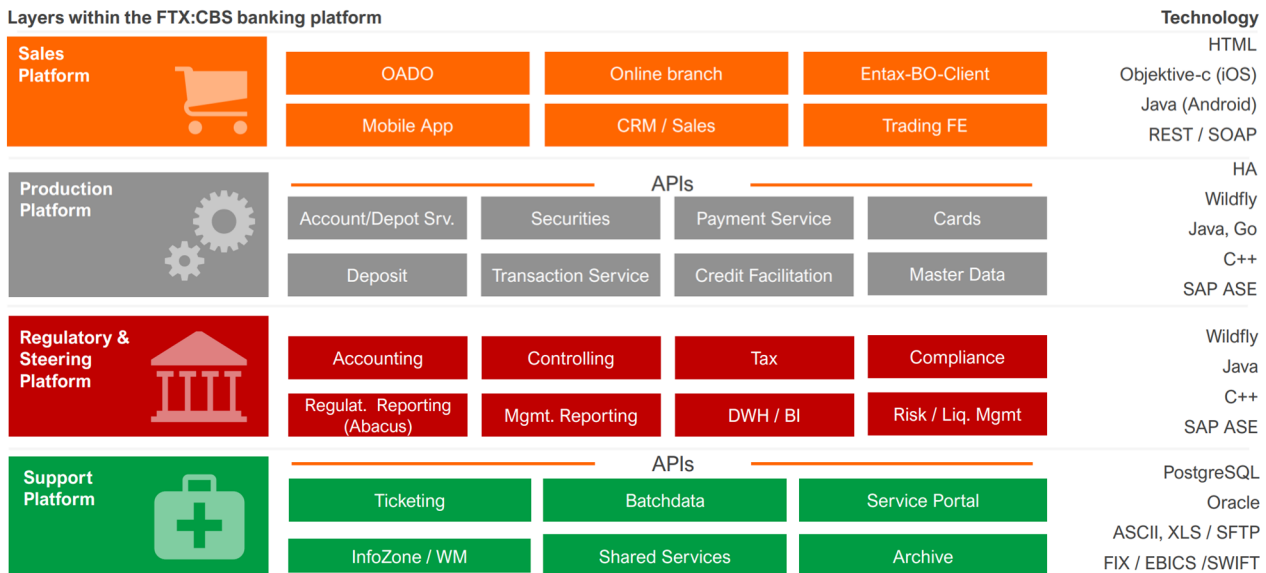 Layers within the FTX:CBS banking platform
Technology
Sales
Platform
OADO
Online branch
Entax-BO-Client
Mobile App
CRM / Sales
Trading FE
HTML
Objektive-c (iOS)
Java (Android)
REST / SOAP
Production
Platform
APIs
Account/Depot Srv.
Securities
Payment Service
Cards
Deposit
Transaction Service
Credit Facilitation
Master Data
HA
Wildfly
Java, Go
C++
SAP ASE
Regulatory &
Steering
Platform
Accounting
Controlling
Tax
Compliance
Regulat. Reporting
(Abacus)
Mgmt. Reporting
DWH / BI
Risk / Liq. Mgmt
Wildfly
Java
C++
SAP ASE
Support
Platform
APIs
Ticketing
Batchdata
Service Portal
InfoZone / WM
Shared Services
Archive
PostgreSQL
Oracle
ASCII, XLS / SFTP
FIX / EBICS /SWIFT